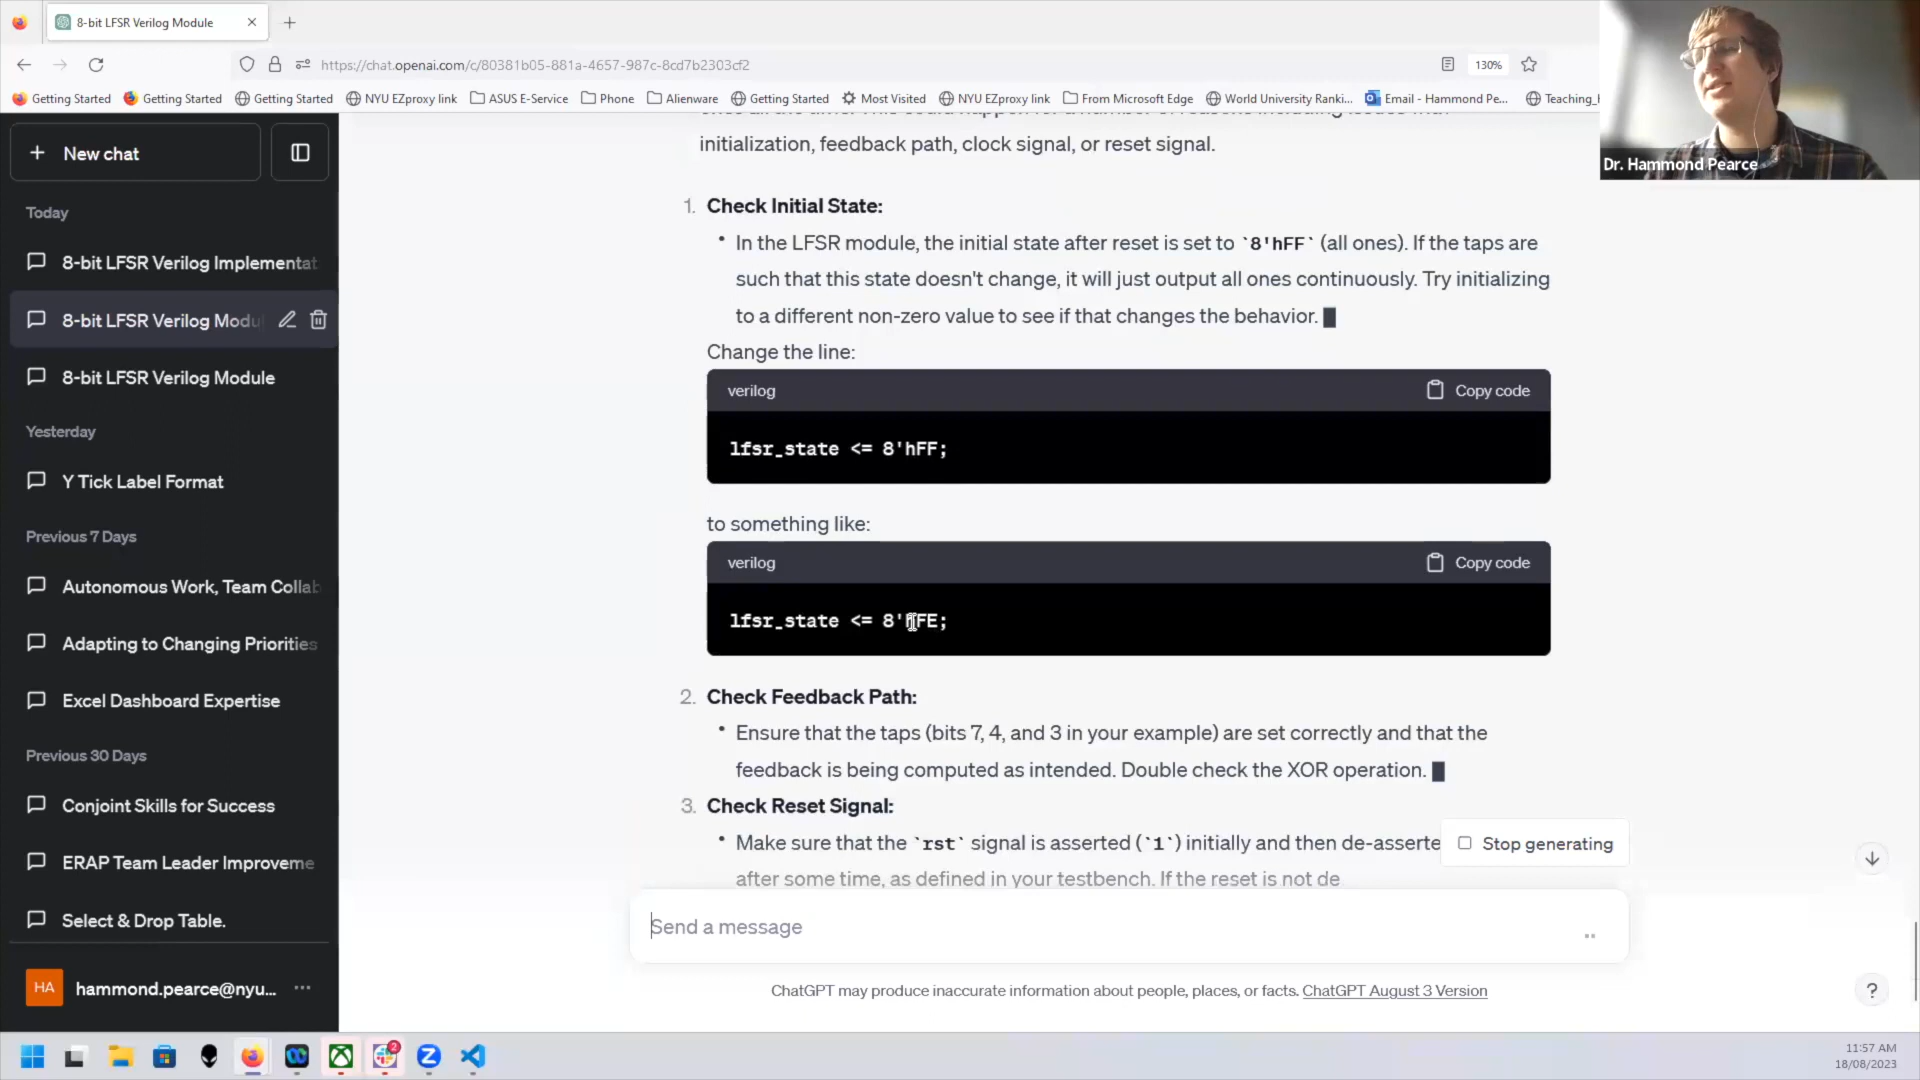 8-bit LFSR Verilog Module
https://chat.openai.com/c/80381b05-881a-4657-987c-8cd7b2303cf2
130%
Getting Started
Getting Started
Getting Started
NYU EZproxy link
ASUS E-Service
Phone
Alienware
Getting Started
Most Visited
NYU EZproxy link
From Microsoft Edge
World University Ranki...
Email - Hammond Pe...
Dr. Hammond Pearce
New chat
Today
8-bit LFSR Verilog Implementat
8-bit LFSR Verilog Modu
8-bit LFSR Verilog Module
Yesterday
Y Tick Label Format
Previous 7 Days
Autonomous Work, Team Collab
Adapting to Changing Priorities
Excel Dashboard Expertise
Previous 30 Days
Conjoint Skills for Success
ERAP Team Leader Improveme
Select & Drop Table.
HA
hammond.pearce@nyu...
initialization, feedback path, clock signal, or reset signal.
1. Check Initial State:
• In the LFSR module, the initial state after reset is set to `8'hFF` (all ones). If the taps are
such that this state doesn't change, it will just output all ones continuously. Try initializing
to a different non-zero value to see if that changes the behavior.
Change the line:
verilog
Copy code
lfsr_state <= 8'hFF;
to something like:
verilog
Copy code
lfsr_state <= 8'hFE;
2. Check Feedback Path:
• Ensure that the taps (bits 7, 4, and 3 in your example) are set correctly and that the
feedback is being computed as intended. Double check the XOR operation.
3. Check Reset Signal:
• Make sure that the `rst` signal is asserted (`1`) initially and then de-asserte
after some time, as defined in your testbench. If the reset is not de
Stop generating
Send a message
ChatGPT may produce inaccurate information about people, places, or facts. ChatGPT August 3 Version
?
2
11:57 AM
18/08/2023